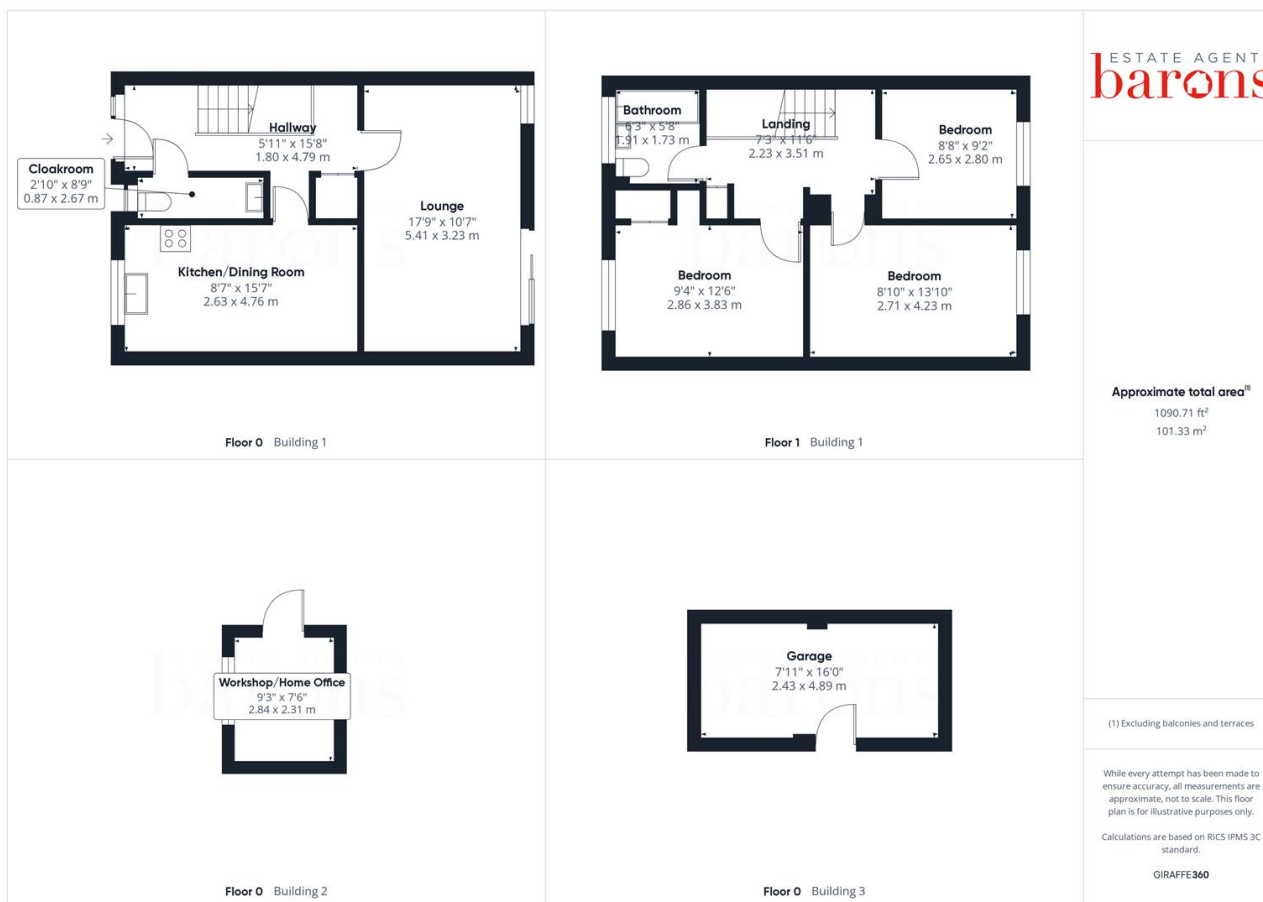 Hallway
5'11" x 15'8"
1.80 x 4.79 m
Cloakroom
2'10" x 8'9"
0.87 x 2.67 m
Lounge
17'9" x 10'7"
5.41 x 3.23 m
Kitchen/Dining Room
8'7" x 15'7"
2.63 x 4.76 m
Floor 0 Building 1
Bathroom
6'3" x 5'8"
1.91 x 1.73 m
Landing
7'3" x 11'6"
2.23 x 3.51 m
Bedroom
8'8" x 9'2"
2.65 x 2.80 m
Bedroom
9'4" x 12'6"
2.86 x 3.83 m
Bedroom
8'10" x 13'10"
2.71 x 4.23 m
Floor 1 Building 1
Workshop/Home Office
9'3" x 7'6"
2.84 x 2.31 m
Floor 0 Building 2
Garage
7'11" x 16'0"
2.43 x 4.89 m
Floor 0 Building 3
ESTATE AGENT
barons
Approximate total area(1)
1090.71 ft²
101.33 m²
(1) Excluding balconies and terraces
While every attempt has been made to
ensure accuracy, all measurements are
approximate, not to scale. This floor
plan is for illustrative purposes only.
Calculations are based on RICS IPMS 3C
standard.
GIRAFFE360